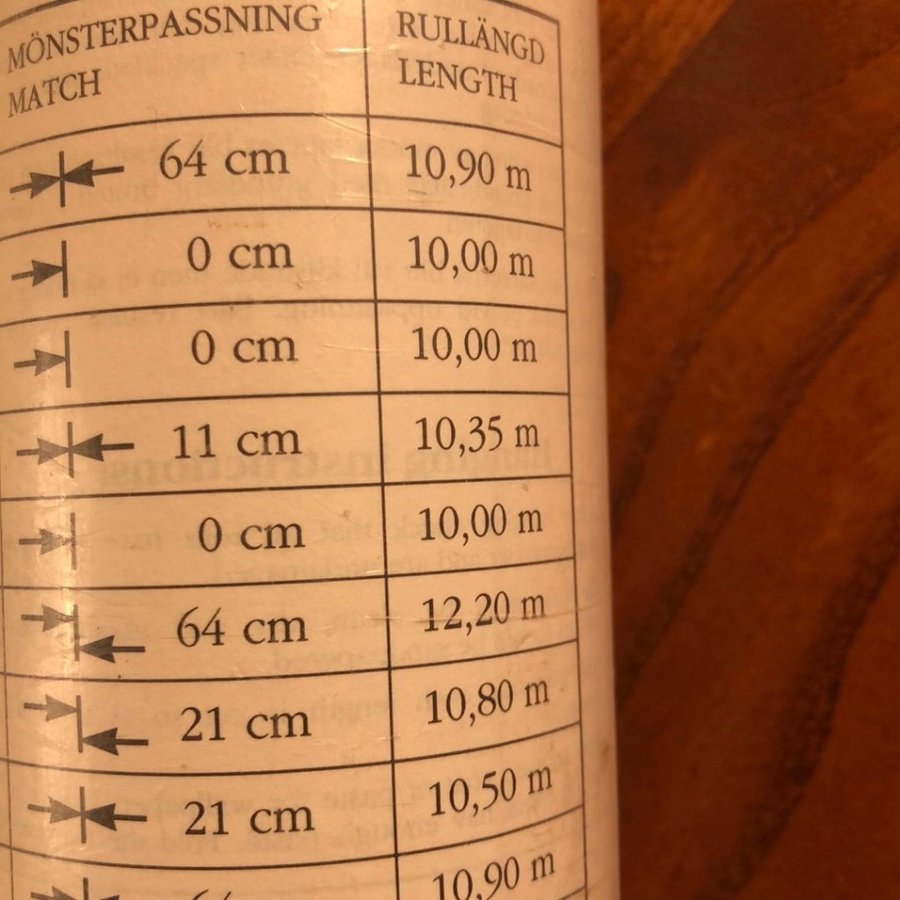 MÖNSTERPASSNING RULLÄNGD
MATCH LENGTH
64 cm 10,90 m
0 cm 10,00 m
0 cm 10,00 m
11 cm 10,35 m
0 cm 10,00 m
64 cm 12,20 m
21 cm 10,80 m
21 cm 10,50 m
10,90 m